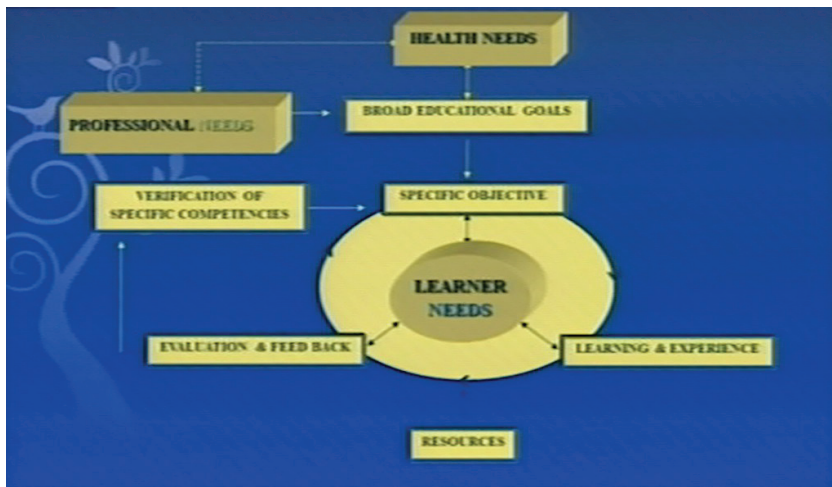 HEALTH NEEDS
BROAD EDUCATIONAL GOALS
PROFESSIONAL NEEDS
VERIFICATION OF
SPECIFIC COMPETENCIES
SPECIFIC OBJECTIVE
LEARNER
NEEDS
EVALUATION & FEED BACK
LEARNING & EXPERIENCE
RESOURCES